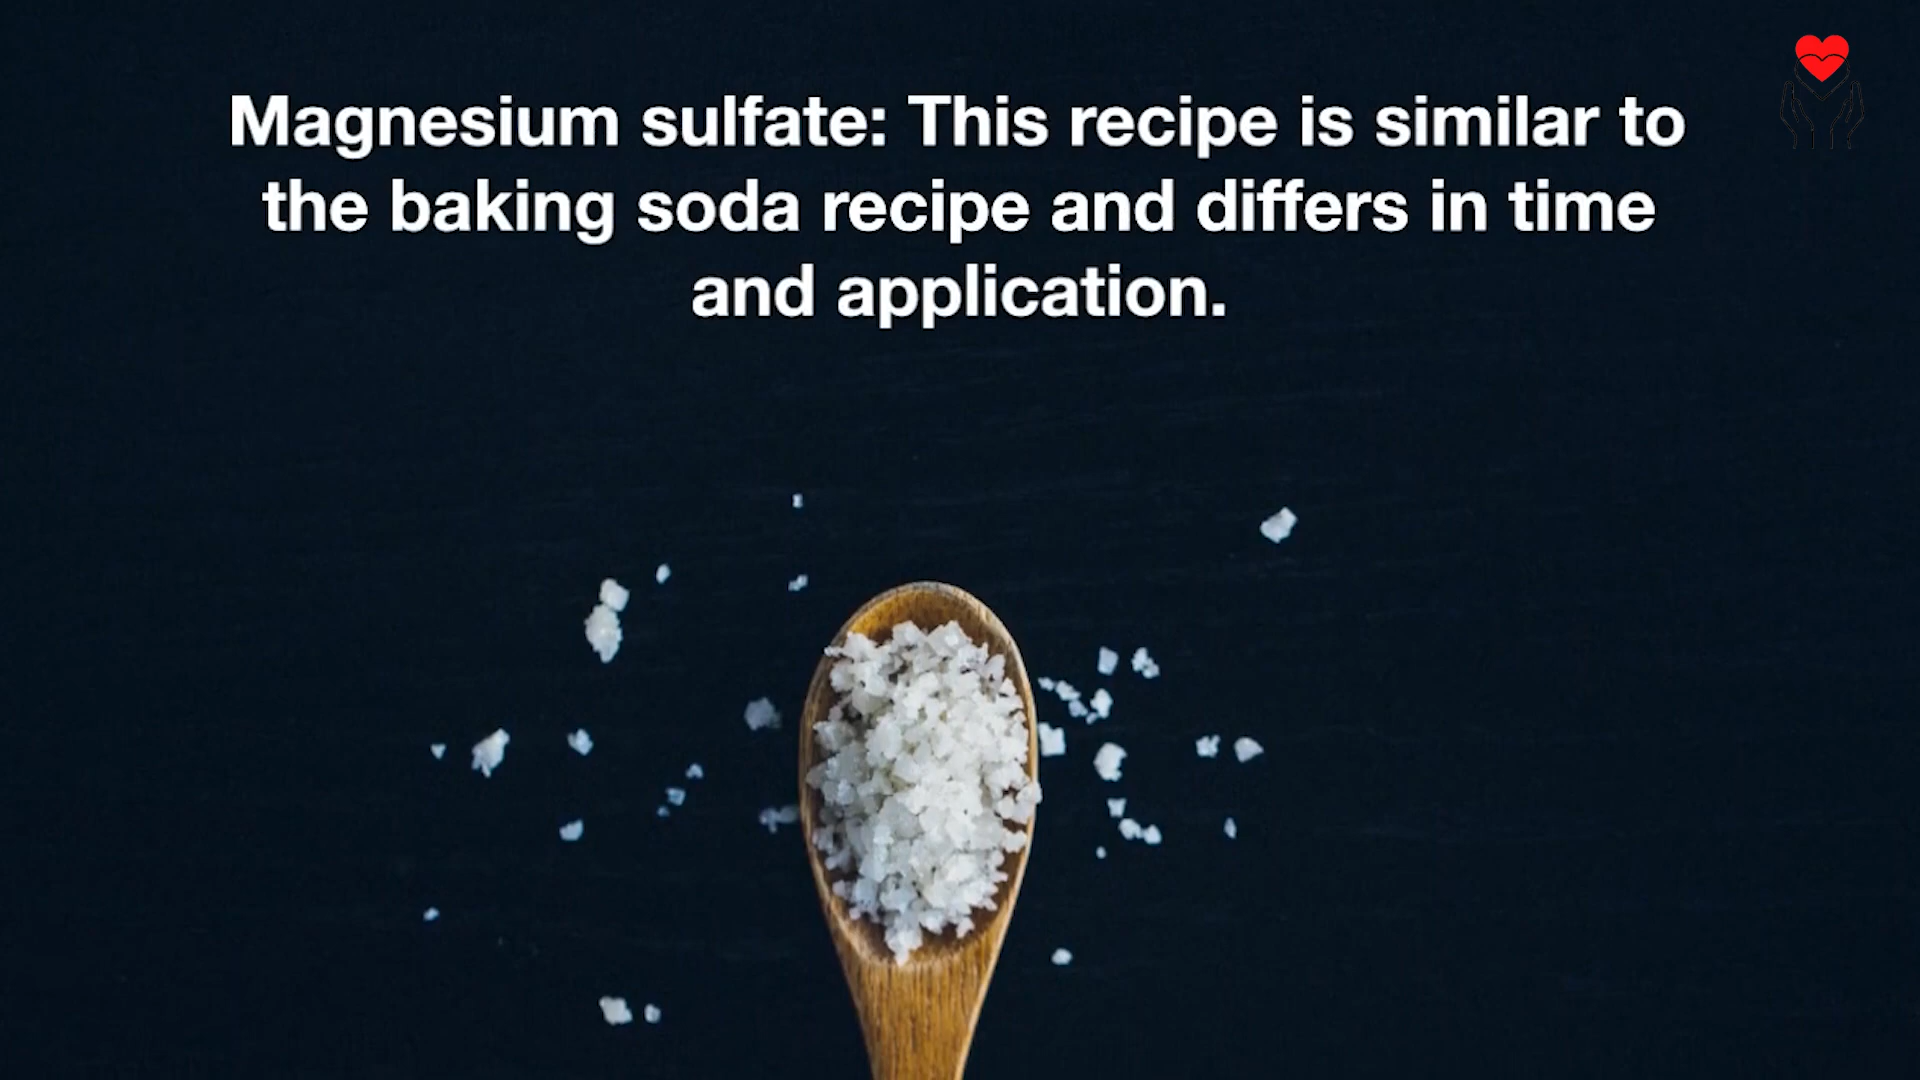 Magnesium sulfate: This recipe is similar to
the baking soda recipe and differs in time
and application.